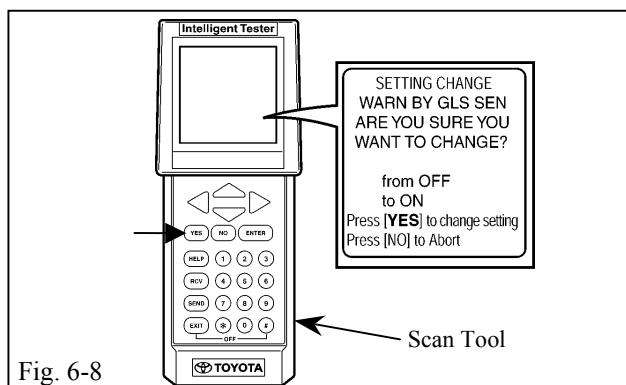 Intelligent Tester
SETTING CHANGE
WARN BY GLS SEN
ARE YOU SURE YOU
WANT TO CHANGE?
from OFF
to ON
Press [YES] to change setting
Press [NO] to Abort
YES NO ENTER
HELP 1 2 3
RCV 4 5 6
SEND 7 8 9
EXIT * 0 #
OFF
TOYOTA
Scan Tool
Fig. 6-8